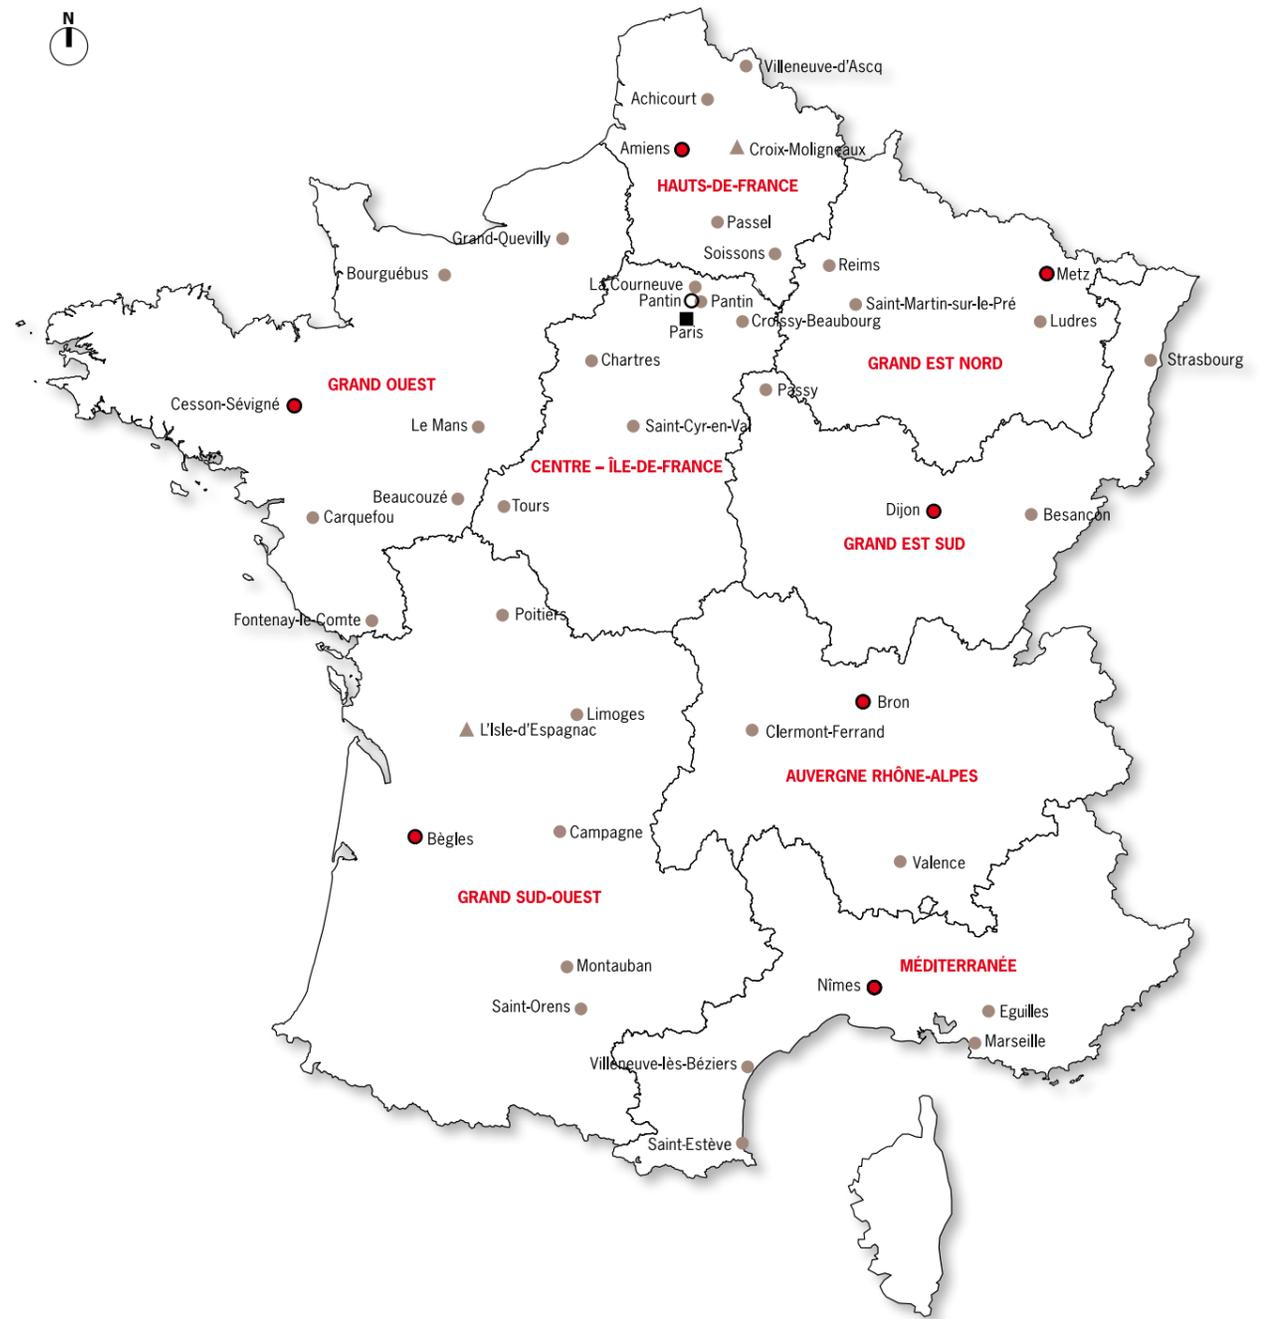 N
Villeneuve-d'Ascq
Achicourt
Amiens
Croix-Moligneaux
HAUTS-DE-FRANCE
Passel
Grand-Quevilly
Soissons
Reims
Bourguébus
Metz
La Courneuve
Pantin
Pantin
Saint-Martin-sur-le-Pré
Croissy-Beaubourg
Ludres
Paris
Chartres
Strasbourg
GRAND EST NORD
GRAND OUEST
Passy
Cesson-Sévigné
Le Mans
Saint-Cyr-en-Val
CENTRE – ÎLE-DE-FRANCE
Beaucouzé
Tours
Dijon
Carquefou
Besançon
GRAND EST SUD
Poitiers
Fontenay-le-Comte
Bron
Limoges
L'Isle-d'Espagnac
Clermont-Ferrand
AUVERGNE RHÔNE-ALPES
Campagne
Bègles
Valence
GRAND SUD-OUEST
Montauban
MÉDITERRANÉE
Nîmes
Saint-Orens
Eguilles
Marseille
Villeneuve-lès-Béziers
Saint-Estève